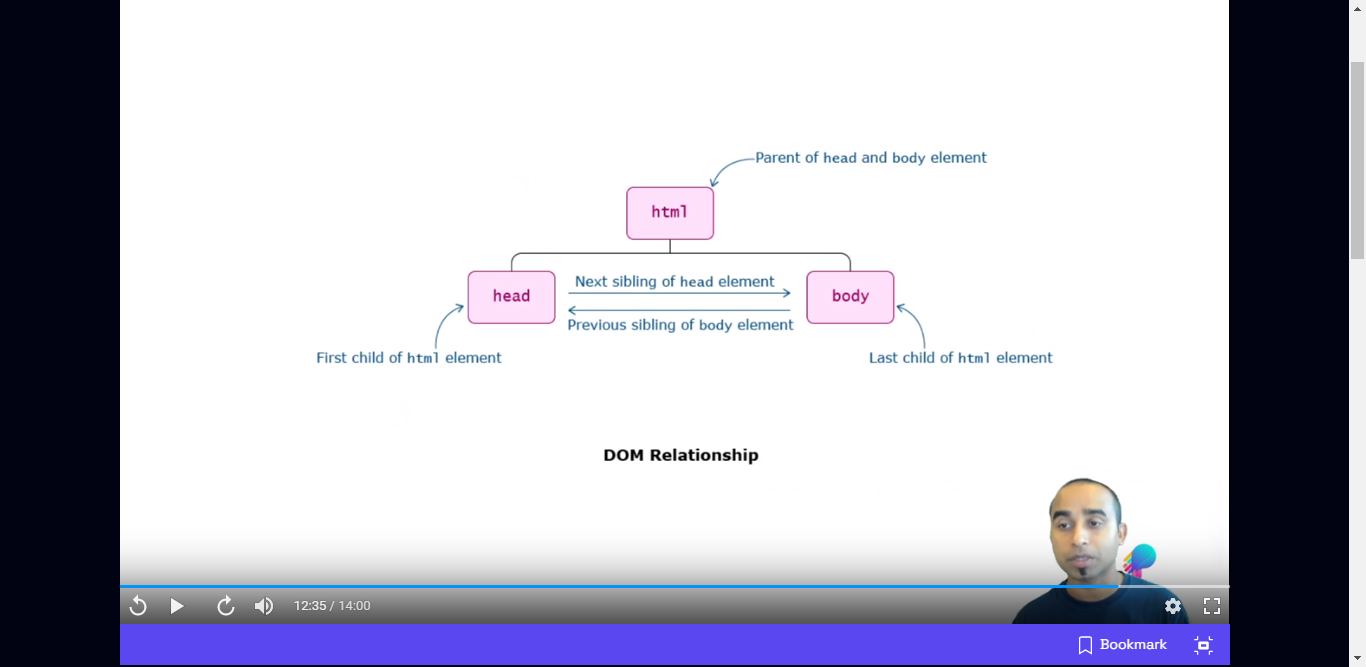 Parent of head and body element
html
Next sibling of head element
head
body
Previous sibling of body element
First child of html element
Last child of html element
DOM Relationship
12:35 / 14:00
Bookmark